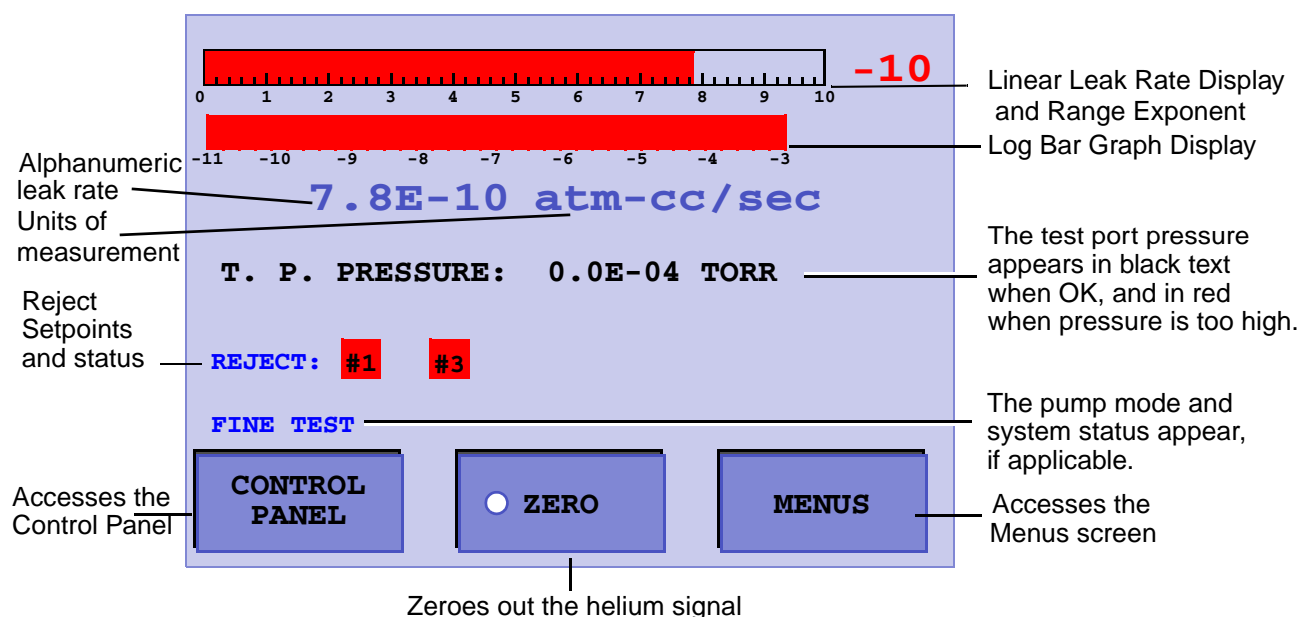 -10
0 1 2 3 4 5 6 7 8 9 10
Linear Leak Rate Display
and Range Exponent
-11 -10 -9 -8 -7 -6 -5 -4 -3
Log Bar Graph Display
Alphanumeric
leak rate
7.8E-10 atm-cc/sec
Units of
measurement
T. P. PRESSURE: 0.0E-04 TORR
The test port pressure
appears in black text
when OK, and in red
when pressure is too high.
Reject
Setpoints
and status
REJECT: #1 #3
FINE TEST
The pump mode and
system status appear,
if applicable.
Accesses the
Control Panel
CONTROL
PANEL
ZERO
MENUS
Accesses the
Menus screen
Zeroes out the helium signal